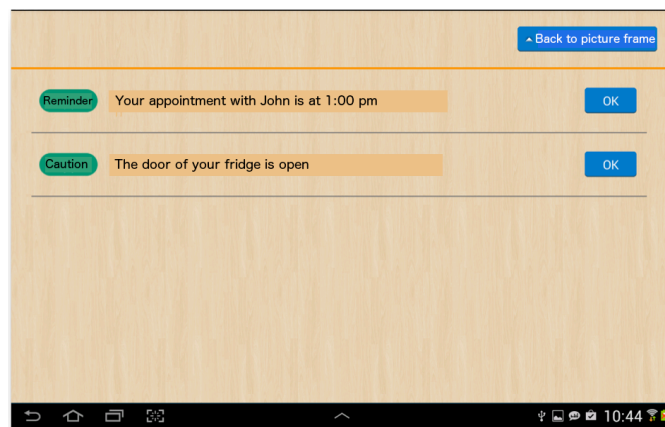 Back to picture frame
Reminder Your appointment with John is at 1:00 pm OK
Caution The door of your fridge is open OK
10:44